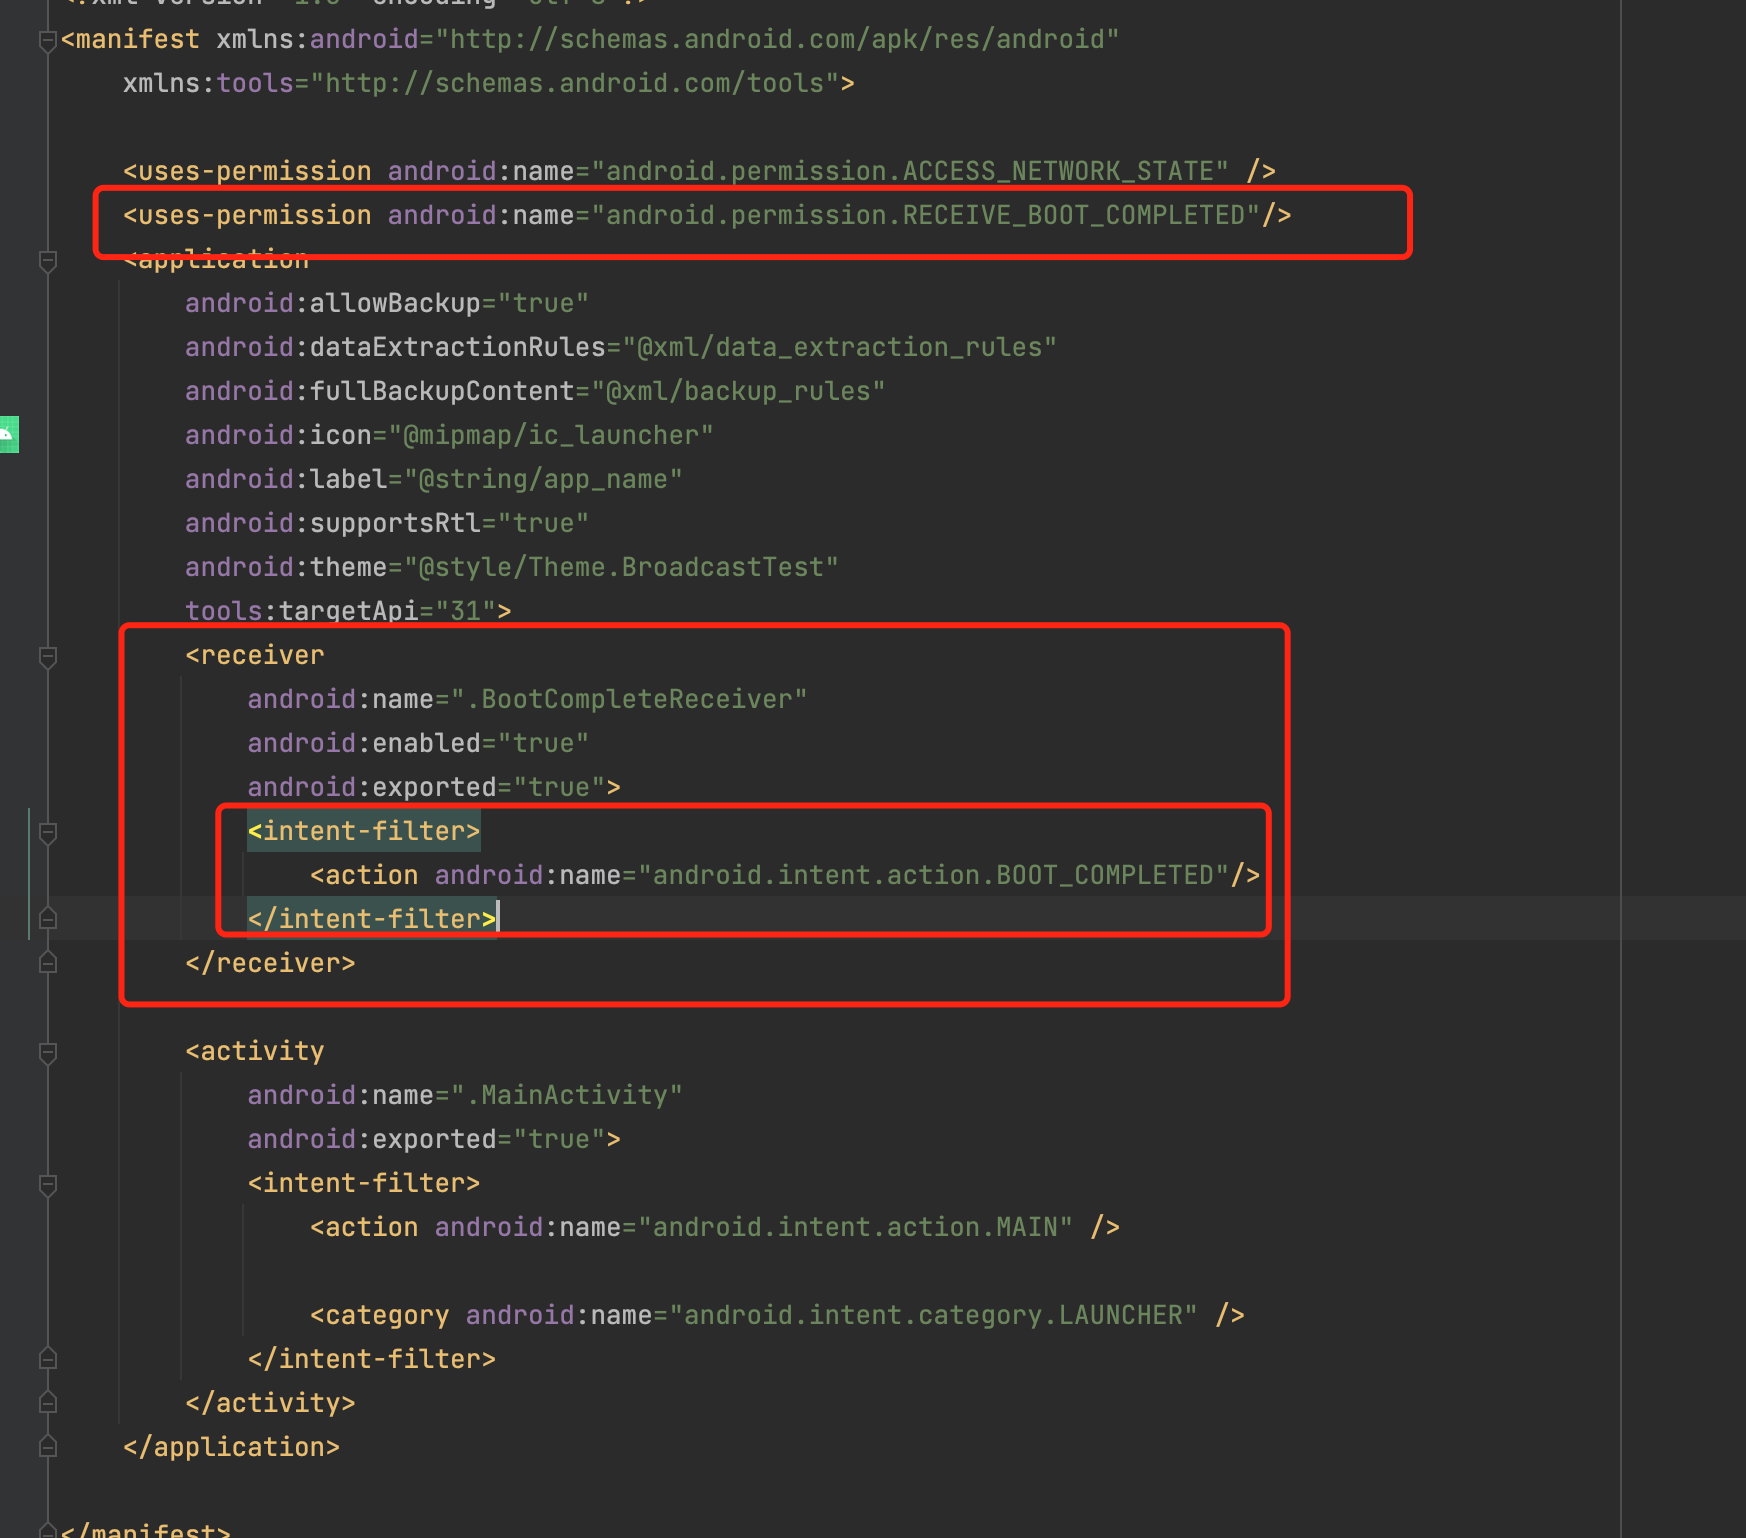 <manifest xmlns:android="http://schemas.android.com/apk/res/android"
xmlns:tools="http://schemas.android.com/tools">
<uses-permission android:name="android.permission.ACCESS_NETWORK_STATE" />
<uses-permission android:name="android.permission.RECEIVE_BOOT_COMPLETED"/>
<application
android:allowBackup="true"
android:dataExtractionRules="@xml/data_extraction_rules"
android:fullBackupContent="@xml/backup_rules"
android:icon="@mipmap/ic_launcher"
android:label="@string/app_name"
android:supportsRtl="true"
android:theme="@style/Theme.BroadcastTest"
tools:targetApi="31">
<receiver
android:name=".BootCompleteReceiver"
android:enabled="true"
android:exported="true">
<intent-filter>
<action android:name="android.intent.action.BOOT_COMPLETED"/>
</intent-filter>
</receiver>
<activity
android:name=".MainActivity"
android:exported="true">
<intent-filter>
<action android:name="android.intent.action.MAIN" />
<category android:name="android.intent.category.LAUNCHER" />
</intent-filter>
</activity>
</application>
</manifest>